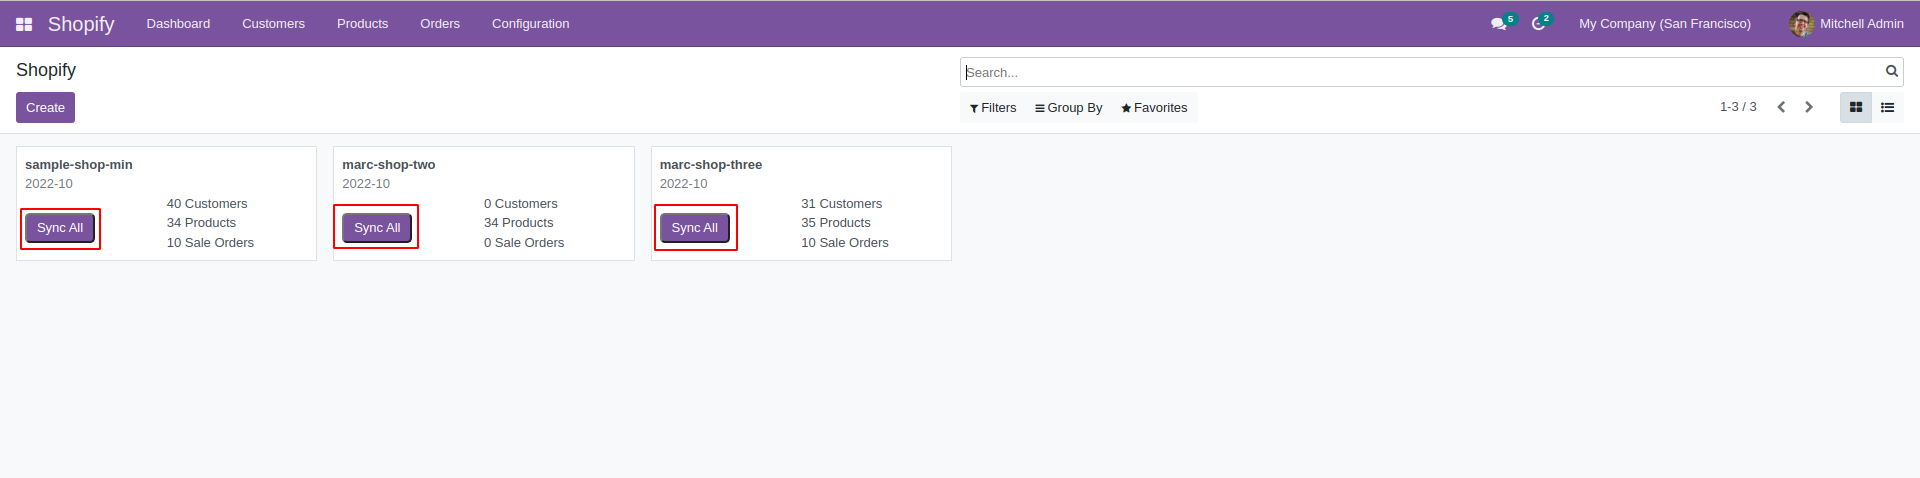 Shopify Dashboard Customers Products Orders Configuration 5 2 My Company (San Francisco) Mitchell Admin
Shopify
Search...
Create
Filters Group By Favorites 1-3 / 3
sample-shop-min
2022-10
40 Customers
34 Products
Sync All
10 Sale Orders
marc-shop-two
2022-10
0 Customers
34 Products
Sync All
0 Sale Orders
marc-shop-three
2022-10
31 Customers
35 Products
Sync All
10 Sale Orders